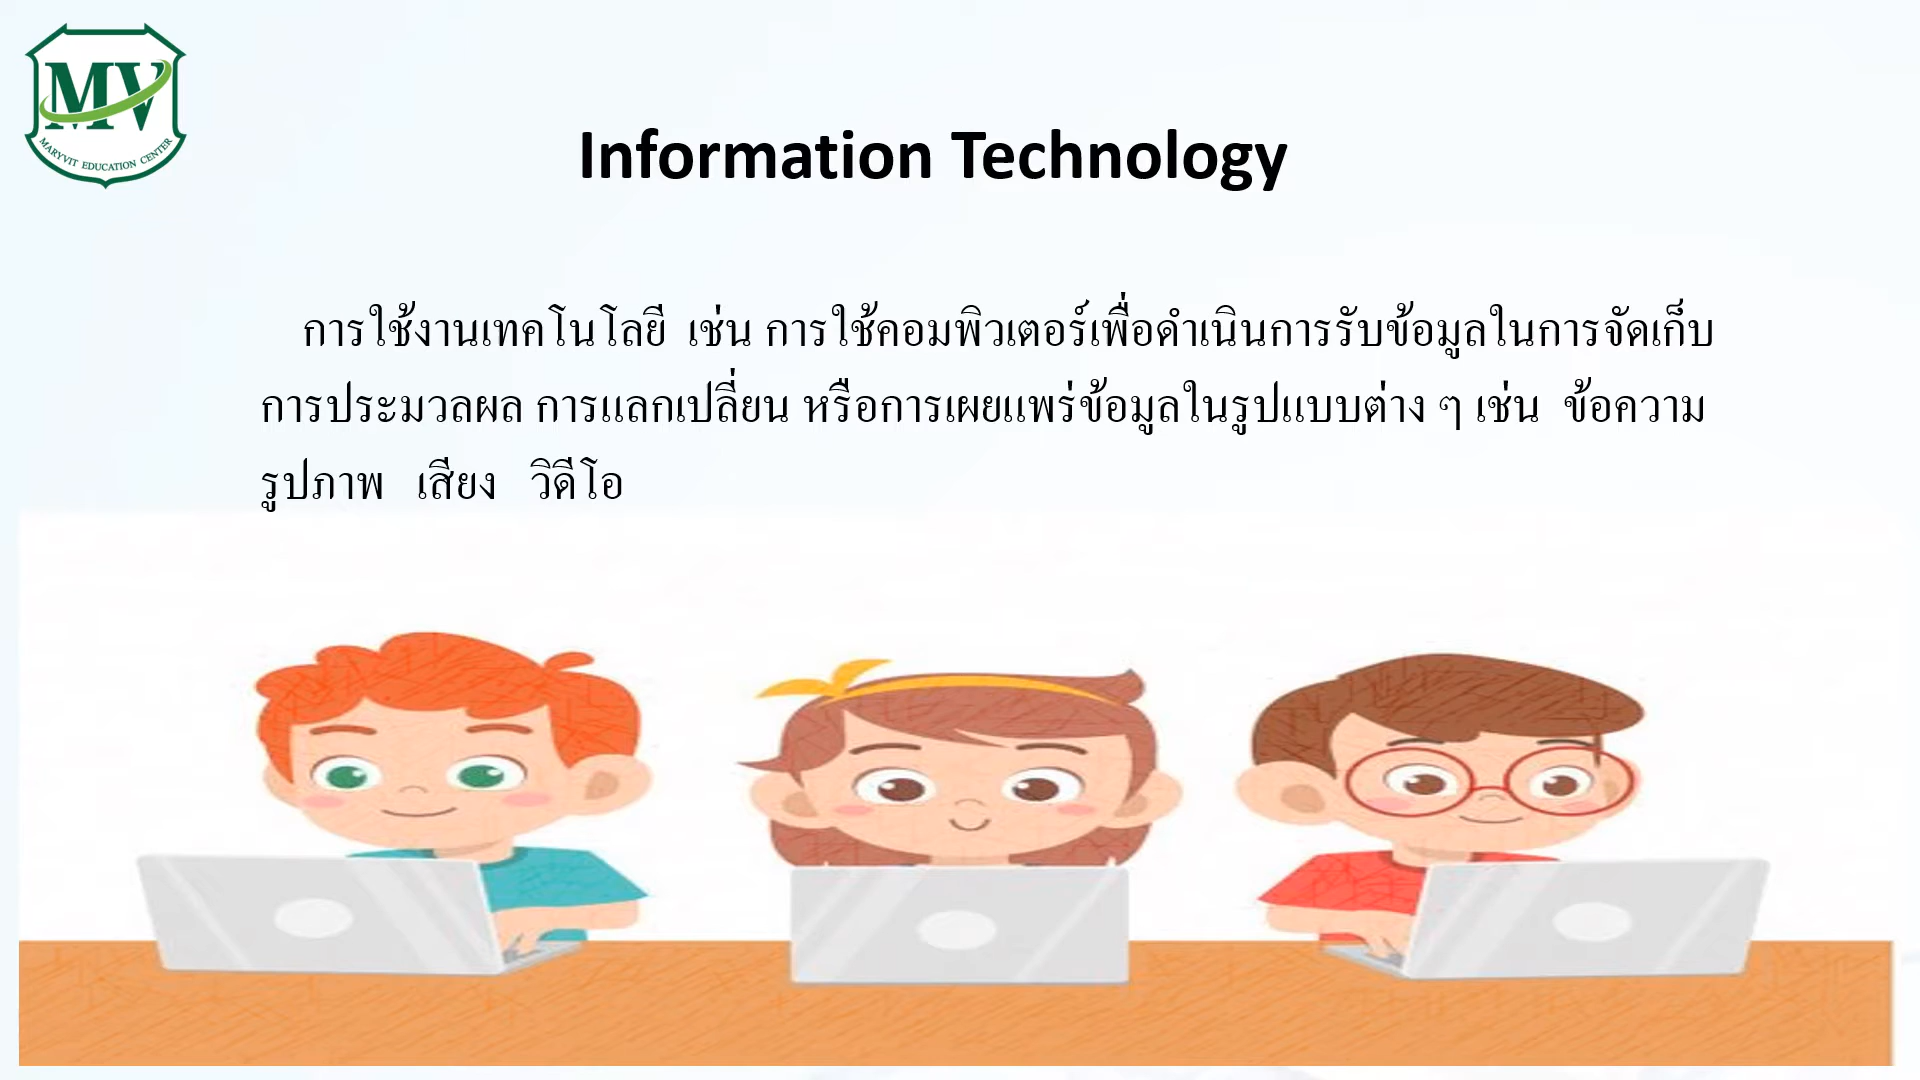 MV
MARYVIT EDUCATION CENTER
Information Technology
การใช้งานเทคโนโลยี เช่น การใช้คอมพิวเตอร์เพื่อดำเนินการรับข้อมูลในการจัดเก็บ
การประมวลผล การแลกเปลี่ยน หรือการเผยแพร่ข้อมูลในรูปแบบต่าง ๆ เช่น ข้อความ
รูปภาพ เสียง วิดีโอ